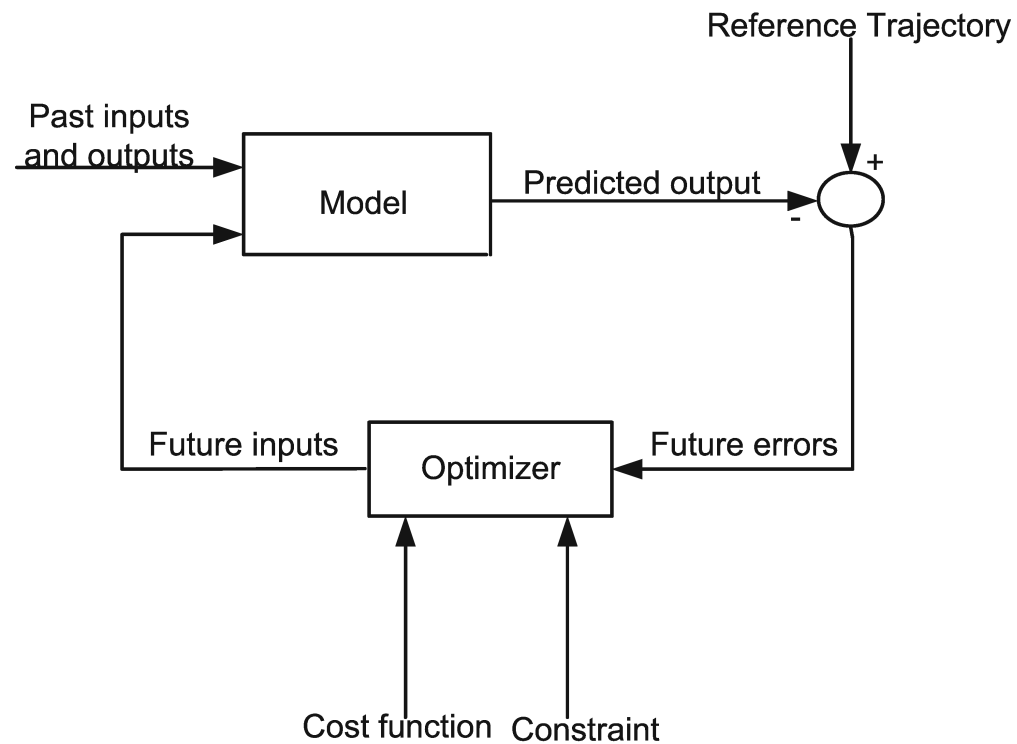 Reference Trajectory
Past inputs
and outputs
+
Predicted output
Model
-
Future inputs
Optimizer
Future errors
Cost function
Constraint